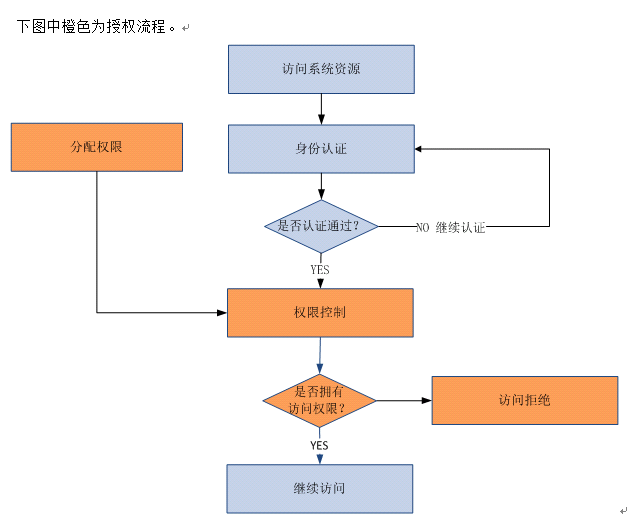 下图中橙色为授权流程。
访问系统资源
分配权限
身份认证
是否认证通过？
NO 继续认证
YES
权限控制
是否拥有
访问权限？
访问拒绝
YES
继续访问